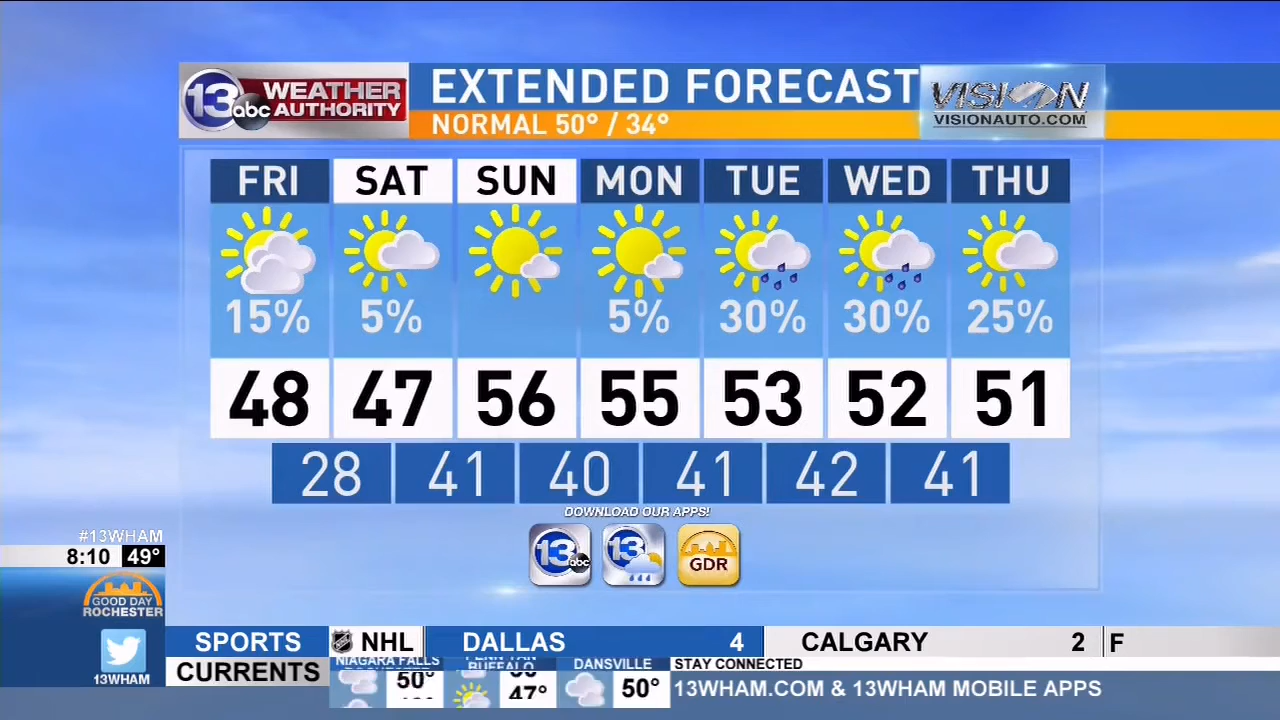 13 abc WEATHER AUTHORITY
EXTENDED FORECAST
NORMAL 50° / 34°
VISION
VISIONAUTO.COM
FRI SAT SUN MON TUE WED THU
15% 5% 5% 30% 30% 25%
48 47 56 55 53 52 51
28 41 40 41 42 41
DOWNLOAD OUR APPS!
13 abc 13 GDR
#13WHAM
8:10 49°
GOOD DAY
ROCHESTER
13WHAM
SPORTS NHL DALLAS 4 CALGARY 2 F
CURRENTS
NIAGARA FALLS 50°
BUFFALO 47°
DANSVILLE 50°
STAY CONNECTED
13WHAM.COM & 13WHAM MOBILE APPS